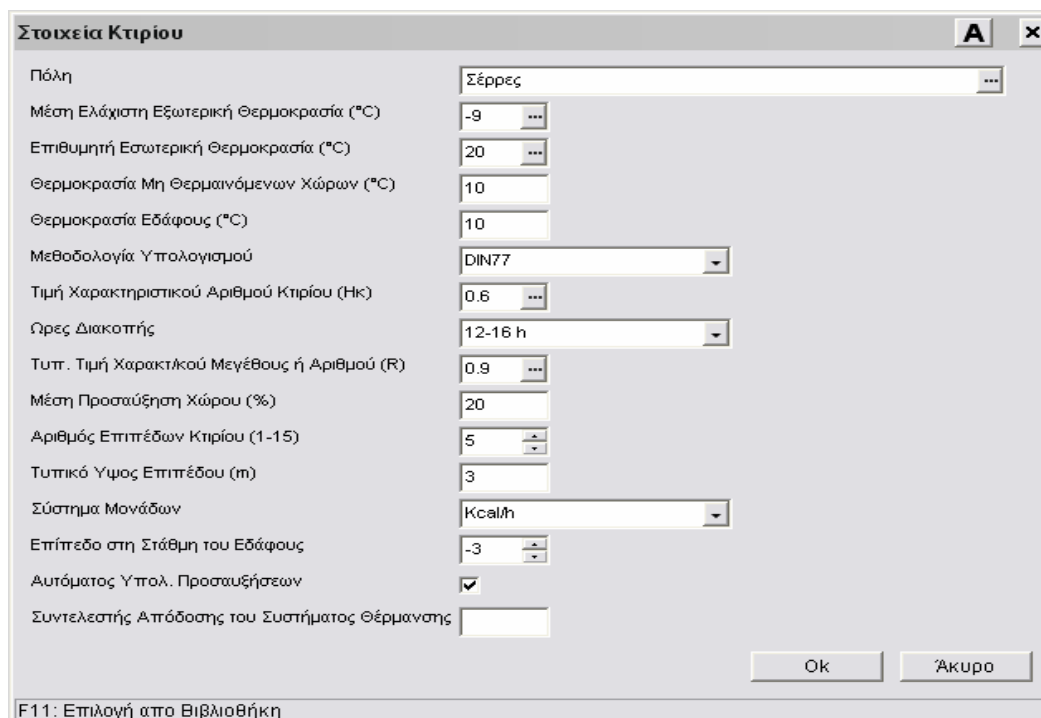 Στοιχεία Κτιρίου A ×
Πόλη Σέρρες ...
Μέση Ελάχιστη Εξωτερική Θερμοκρασία (°C) -9 ...
Επιθυμητή Εσωτερική Θερμοκρασία (°C) 20 ...
Θερμοκρασία Μη Θερμαινόμενων Χώρων (°C) 10
Θερμοκρασία Εδάφους (°C) 10
Μεθοδολογία Υπολογισμού DIN77
Τιμή Χαρακτηριστικού Αριθμού Κτιρίου (Ηκ) 0.6 ...
Ωρες Διακοπής 12-16 h
Τυπ. Τιμή Χαρακτ/κού Μεγέθους ή Αριθμού (R) 0.9 ...
Μέση Προσαύξηση Χώρου (%) 20
Αριθμός Επιπέδων Κτιρίου (1-15) 5
Τυπικό Υψος Επιπέδου (m) 3
Σύστημα Μονάδων Kcal/h
Επίπεδο στη Στάθμη του Εδάφους -3
Αυτόματος Υπολ. Προσαυξήσεων
Συντελεστής Απόδοσης του Συστήματος Θέρμανσης
Ok Άκυρο
F11: Επιλογή απο Βιβλιοθήκη